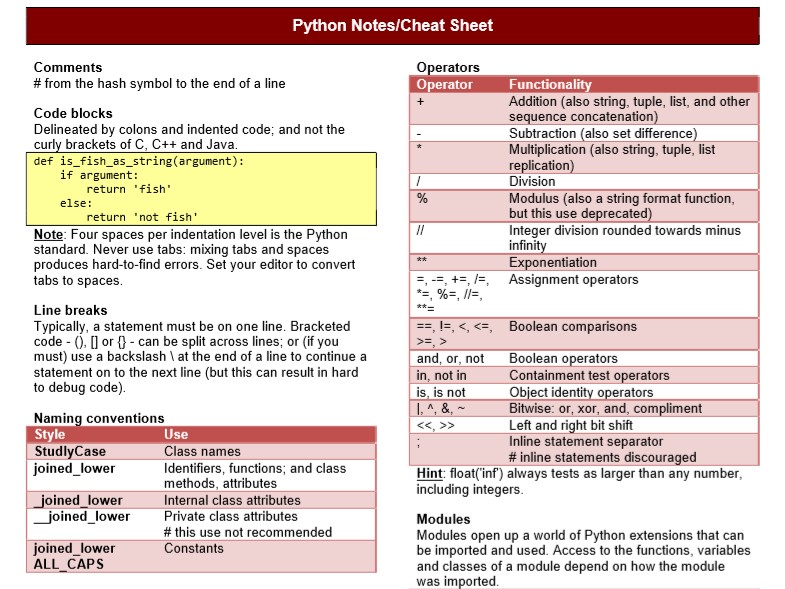 Python Notes/Cheat Sheet
Comments
# from the hash symbol to the end of a line
Code blocks
Delineated by colons and indented code; and not the
curly brackets of C, C++ and Java.
def is_fish_as_string(argument):
    if argument:
        return 'fish'
    else:
        return 'not fish'
Note: Four spaces per indentation level is the Python
standard. Never use tabs: mixing tabs and spaces
produces hard-to-find errors. Set your editor to convert
tabs to spaces.
Line breaks
Typically, a statement must be on one line. Bracketed
code - (), [] or {} - can be split across lines; or (if you
must) use a backslash \ at the end of a line to continue a
statement on to the next line (but this can result in hard
to debug code).
Naming conventions
Style Use
StudlyCase Class names
joined_lower Identifiers, functions; and class
methods, attributes
_joined_lower Internal class attributes
__joined_lower Private class attributes
# this use not recommended
joined_lower Constants
ALL_CAPS
Operators
Operator Functionality
+ Addition (also string, tuple, list, and other
sequence concatenation)
- Subtraction (also set difference)
* Multiplication (also string, tuple, list
replication)
/ Division
% Modulus (also a string format function,
but this use deprecated)
// Integer division rounded towards minus
infinity
** Exponentiation
=, -=, +=, /=, Assignment operators
*=, %=, //=,
**=
==, !=, <, <=, Boolean comparisons
>=, >
and, or, not Boolean operators
in, not in Containment test operators
is, is not Object identity operators
|, ^, &, ~ Bitwise: or, xor, and, compliment
<<, >> Left and right bit shift
; Inline statement separator
# inline statements discouraged
Hint: float('inf') always tests as larger than any number,
including integers.
Modules
Modules open up a world of Python extensions that can
be imported and used. Access to the functions, variables
and classes of a module depend on how the module
was imported.